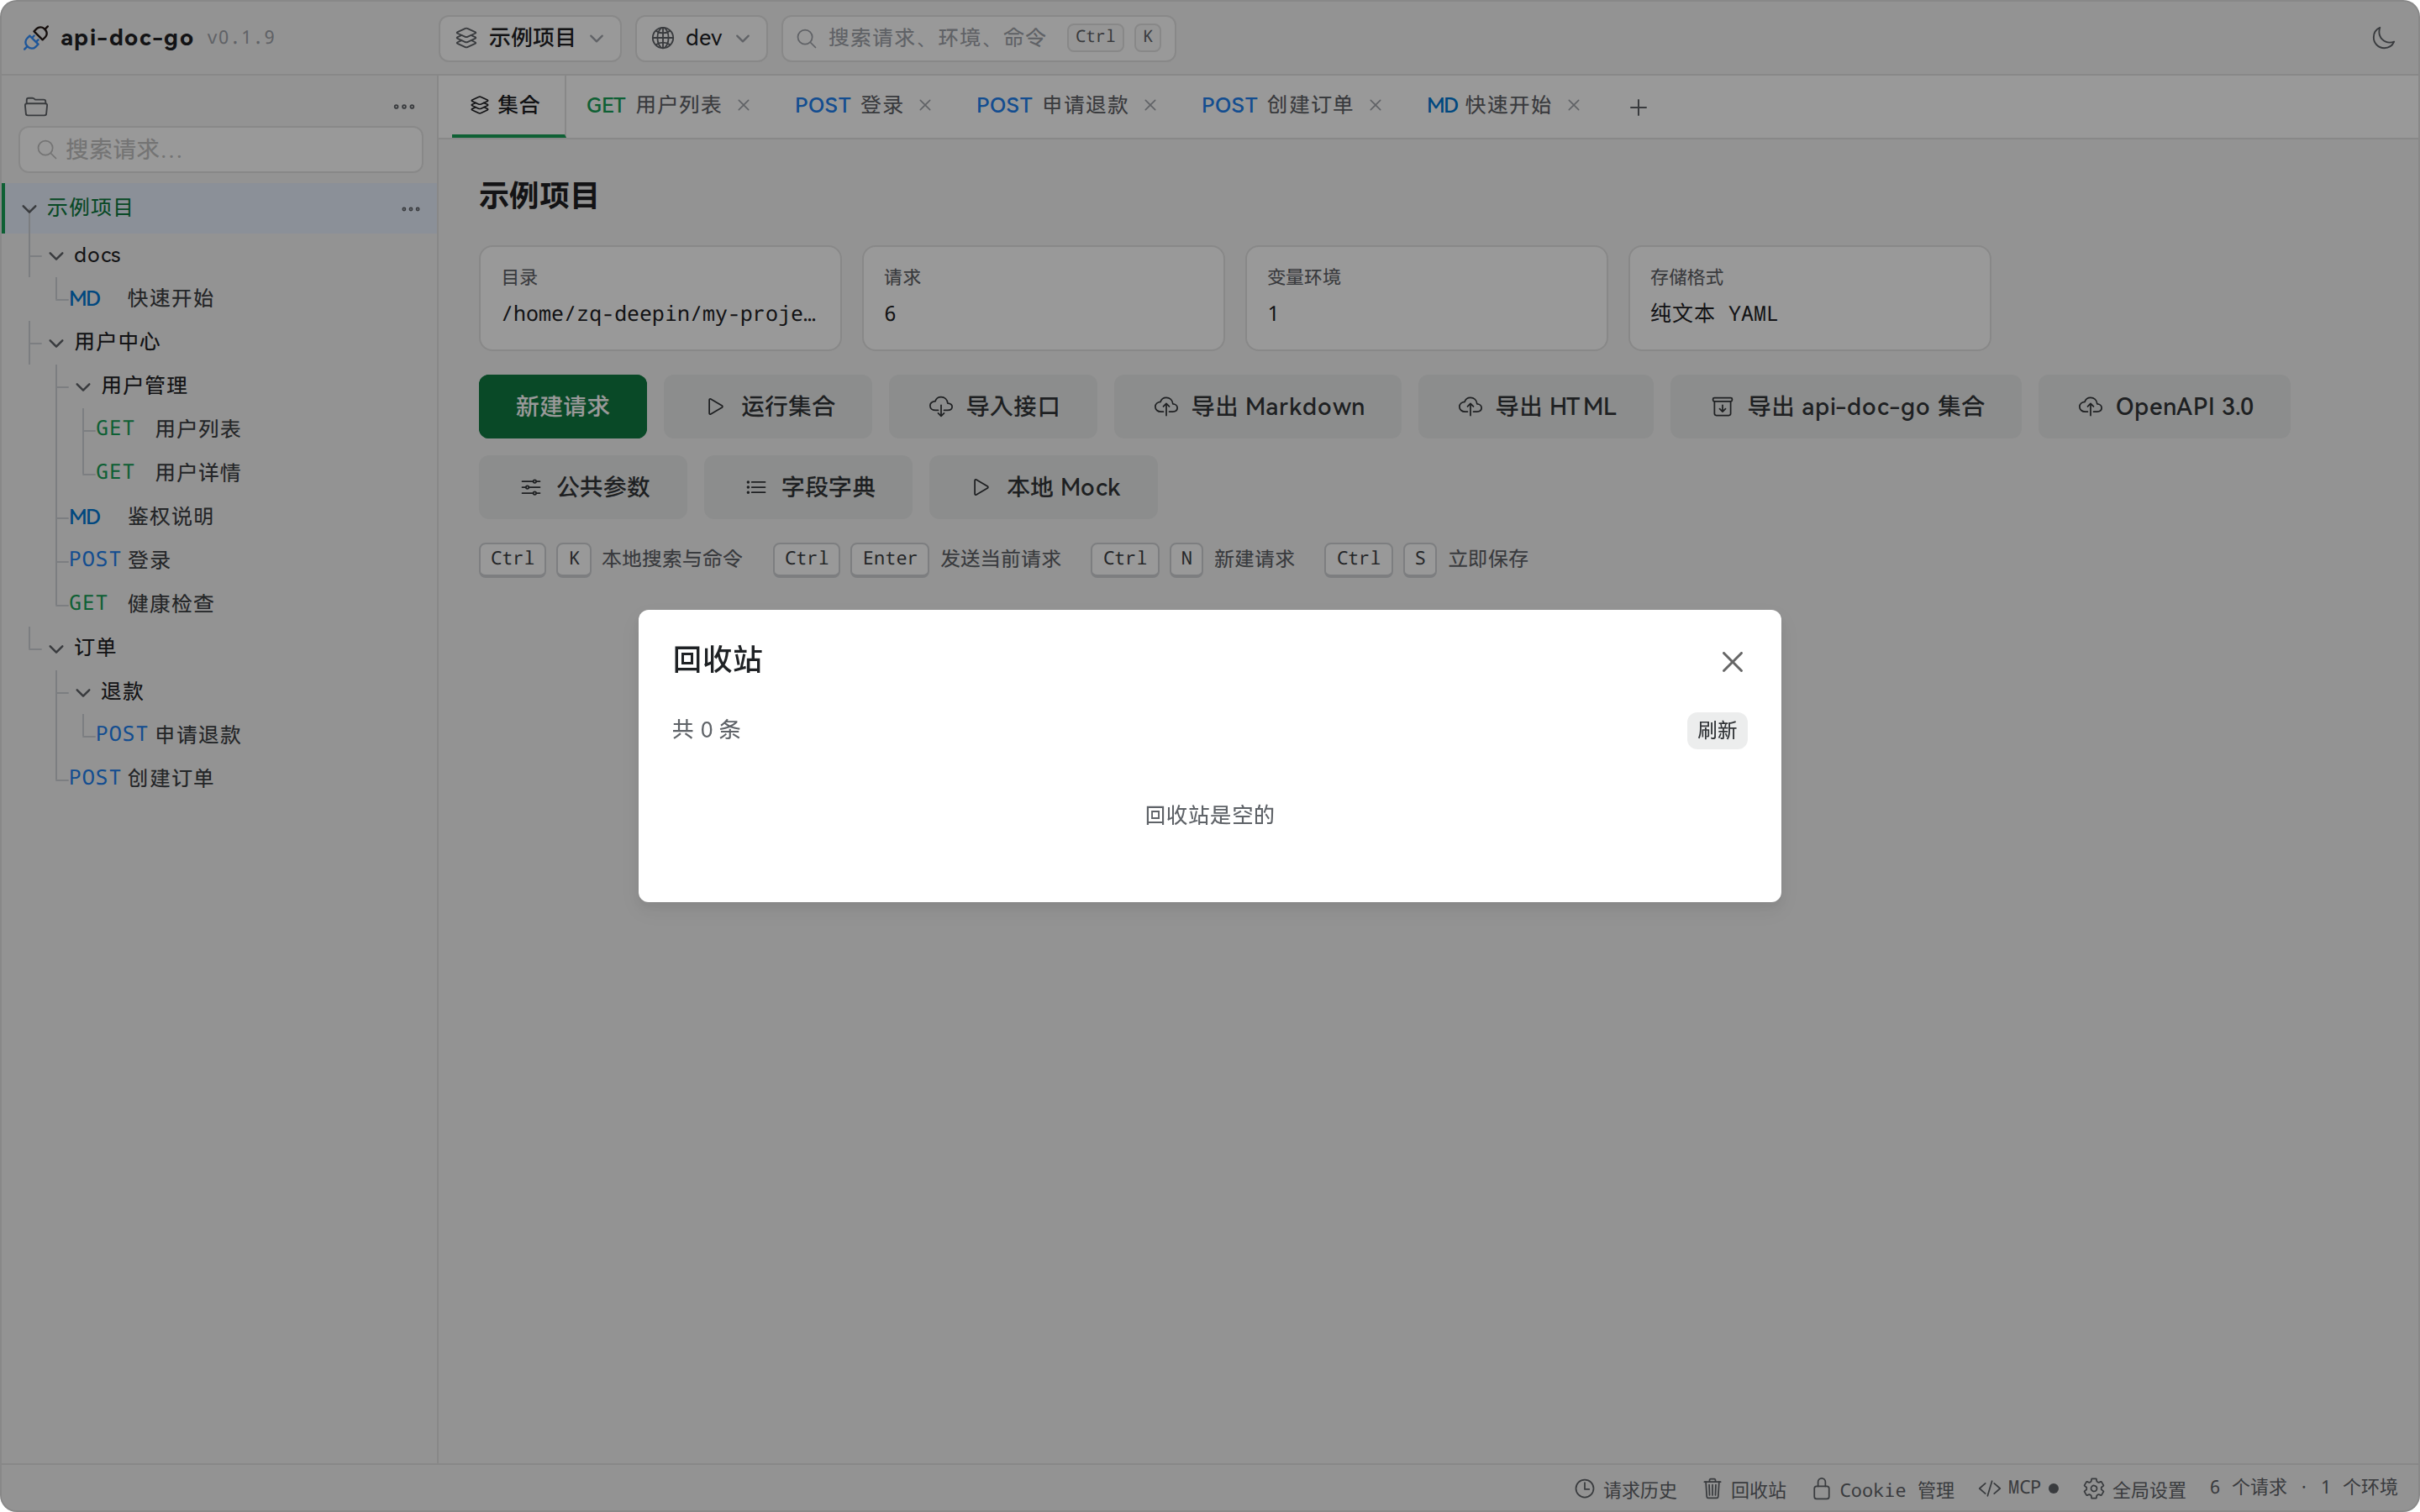 api-doc-go v0.1.9
示例项目
dev
搜索请求、环境、命令 Ctrl K
搜索请求...
示例项目
docs
MD 快速开始
用户中心
用户管理
GET 用户列表
GET 用户详情
MD 鉴权说明
POST 登录
GET 健康检查
订单
退款
POST 申请退款
POST 创建订单
集合
GET 用户列表
POST 登录
POST 申请退款
POST 创建订单
MD 快速开始
示例项目
目录
/home/zq-deepin/my-proje…
请求
6
变量环境
1
存储格式
纯文本 YAML
新建请求
运行集合
导入接口
导出 Markdown
导出 HTML
导出 api-doc-go 集合
OpenAPI 3.0
公共参数
字段字典
本地 Mock
Ctrl K 本地搜索与命令 Ctrl Enter 发送当前请求 Ctrl N 新建请求 Ctrl S 立即保存
回收站
共 0 条
刷新
回收站是空的
请求历史
回收站
Cookie 管理
MCP
全局设置
6 个请求 · 1 个环境